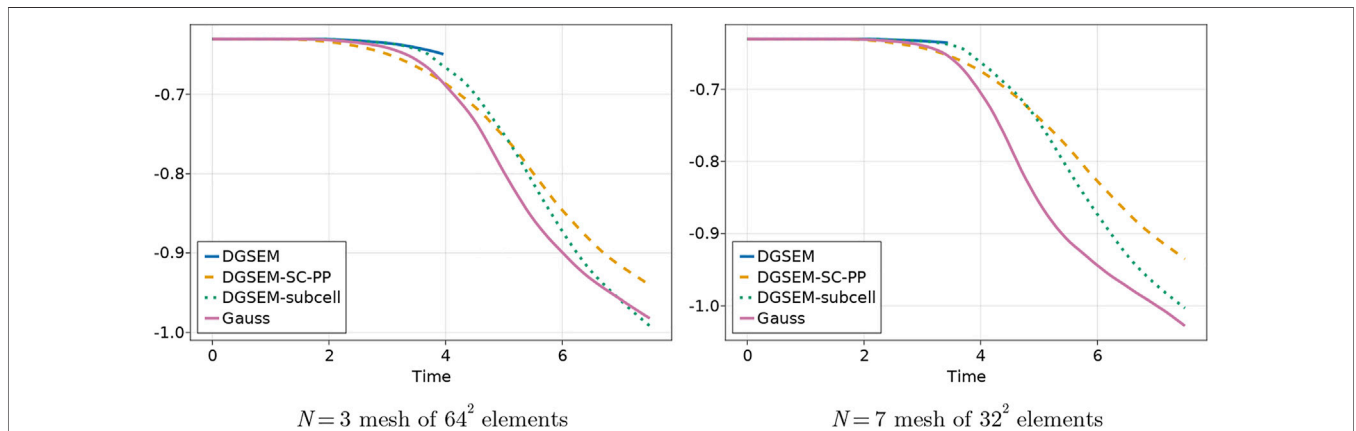 -0.7
-0.8
-0.9
-1.0
DGSEM
DGSEM-SC-PP
DGSEM-subcell
Gauss
0 2 4 6
Time
N = 3 mesh of 64² elements
-0.7
-0.8
-0.9
-1.0
DGSEM
DGSEM-SC-PP
DGSEM-subcell
Gauss
0 2 4 6
Time
N = 7 mesh of 32² elements